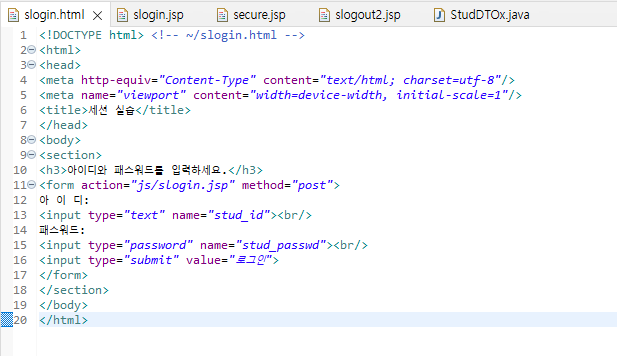 slogin.html slogin.jsp secure.jsp slogout2.jsp StudDTOx.java
1 <!DOCTYPE html> <!-- ~/slogin.html -->
2 <html>
3 <head>
4 <meta http-equiv="Content-Type" content="text/html; charset=utf-8"/>
5 <meta name="viewport" content="width=device-width, initial-scale=1"/>
6 <title>세션 실습</title>
7 </head>
8 <body>
9 <section>
10 <h3>아이디와 패스워드를 입력하세요.</h3>
11 <form action="js/slogin.jsp" method="post">
12 아 이 디:
13 <input type="text" name="stud_id"><br/>
14 패스워드:
15 <input type="password" name="stud_passwd"><br/>
16 <input type="submit" value="로그인">
17 </form>
18 </section>
19 </body>
20 </html>